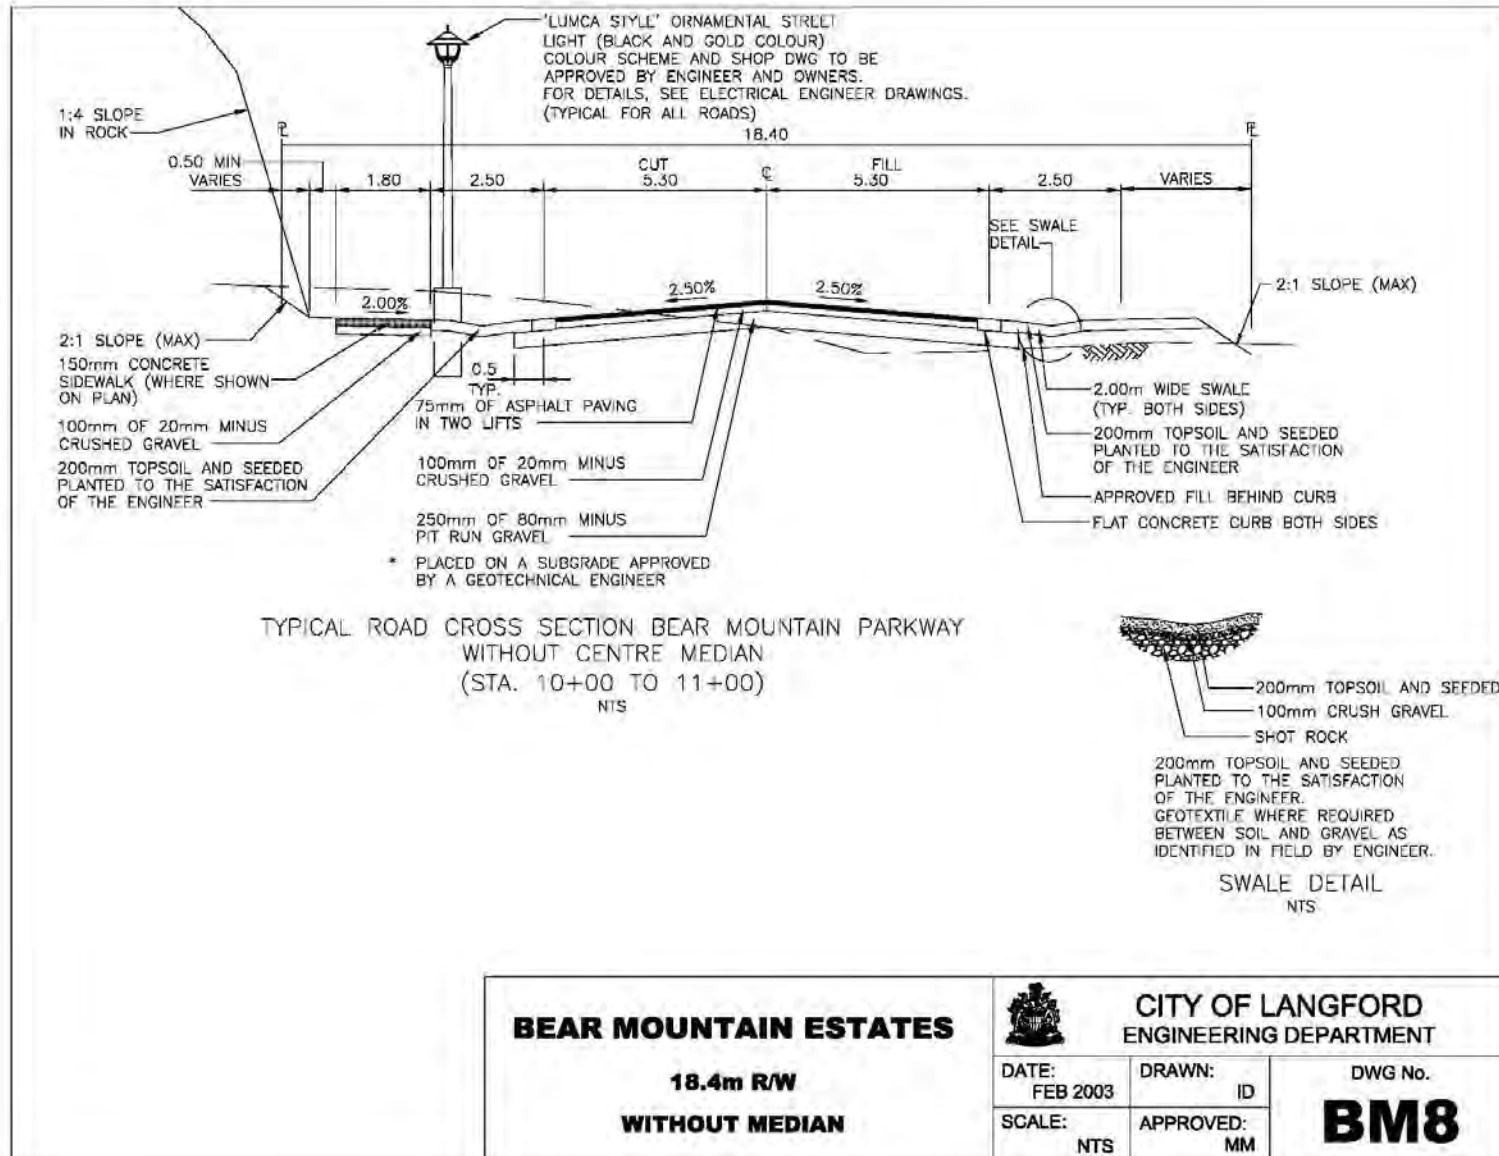 'LUMCA STYLE' ORNAMENTAL STREET
LIGHT (BLACK AND GOLD COLOUR)
COLOUR SCHEME AND SHOP DWG TO BE
APPROVED BY ENGINEER AND OWNERS.
FOR DETAILS, SEE ELECTRICAL ENGINEER DRAWINGS.
(TYPICAL FOR ALL ROADS)
1:4 SLOPE
IN ROCK
18.40
0.50 MIN
VARIES
1.80
2.50
CUT
5.30
FILL
5.30
2.50
VARIES
SEE SWALE
DETAIL
2.00%
2.50%
2.50%
2:1 SLOPE (MAX)
2:1 SLOPE (MAX)
150mm CONCRETE
SIDEWALK (WHERE SHOWN
ON PLAN)
100mm OF 20mm MINUS
CRUSHED GRAVEL
200mm TOPSOIL AND SEEDED
PLANTED TO THE SATISFACTION
OF THE ENGINEER
0.5
TYP.
75mm OF ASPHALT PAVING
IN TWO LIFTS
100mm OF 20mm MINUS
CRUSHED GRAVEL
250mm OF 80mm MINUS
PIT RUN GRAVEL
* PLACED ON A SUBGRADE APPROVED
BY A GEOTECHNICAL ENGINEER
2.00m WIDE SWALE
(TYP. BOTH SIDES)
200mm TOPSOIL AND SEEDED
PLANTED TO THE SATISFACTION
OF THE ENGINEER
APPROVED FILL BEHIND CURB
FLAT CONCRETE CURB BOTH SIDES
TYPICAL ROAD CROSS SECTION BEAR MOUNTAIN PARKWAY
WITHOUT CENTRE MEDIAN
(STA. 10+00 TO 11+00)
NTS
200mm TOPSOIL AND SEEDED
100mm CRUSH GRAVEL
SHOT ROCK
200mm TOPSOIL AND SEEDED
PLANTED TO THE SATISFACTION
OF THE ENGINEER.
GEOTEXTILE WHERE REQUIRED
BETWEEN SOIL AND GRAVEL AS
IDENTIFIED IN FIELD BY ENGINEER.
SWALE DETAIL
NTS
BEAR MOUNTAIN ESTATES
18.4m R/W
WITHOUT MEDIAN
CITY OF LANGFORD
ENGINEERING DEPARTMENT
DATE:
FEB 2003
DRAWN:
ID
SCALE:
NTS
APPROVED:
MM
DWG No.
BM8